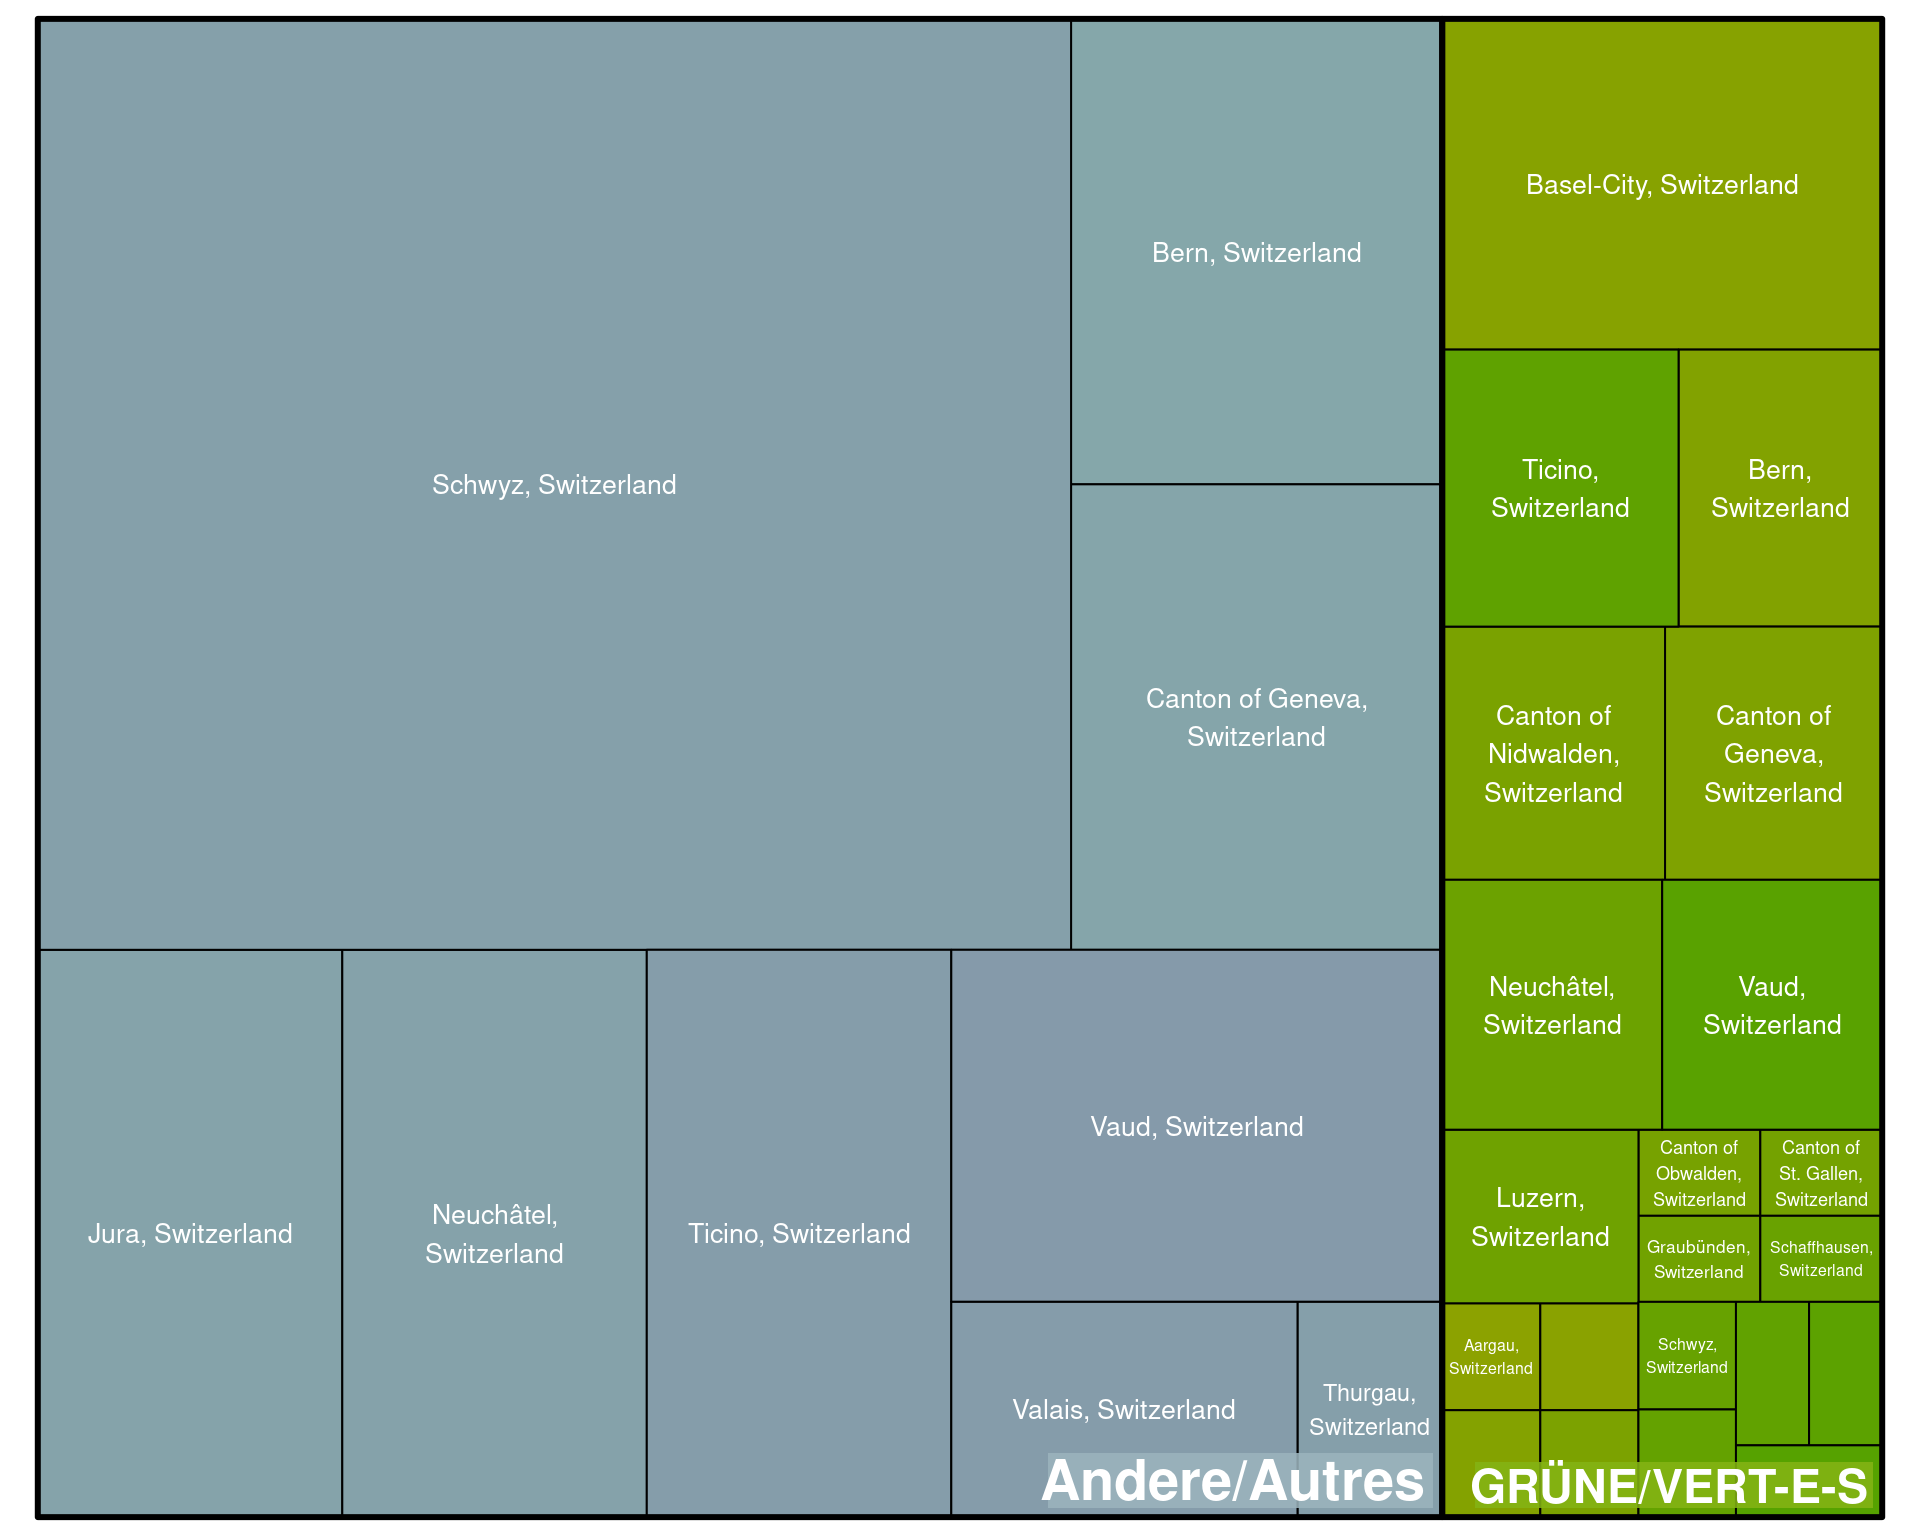 Schwyz, Switzerland
Bern, Switzerland
Canton of Geneva,
Switzerland
Jura, Switzerland
Neuchâtel,
Switzerland
Ticino, Switzerland
Vaud, Switzerland
Valais, Switzerland
Thurgau,
Switzerland
Andere/Autres
Basel-City, Switzerland
Ticino,
Switzerland
Bern,
Switzerland
Canton of
Nidwalden,
Switzerland
Canton of
Geneva,
Switzerland
Neuchâtel,
Switzerland
Vaud,
Switzerland
Luzern,
Switzerland
Canton of
Obwalden,
Switzerland
Canton of
St. Gallen,
Switzerland
Graubünden,
Switzerland
Schaffhausen,
Switzerland
Aargau,
Switzerland
Schwyz,
Switzerland
GRÜNE/VERT-E-S